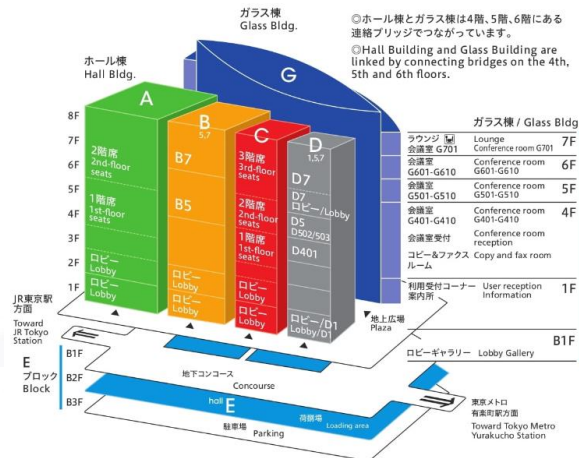 ガラス棟
Glass Bldg.
◎ホール棟とガラス棟は4階、5階、6階にある
連絡ブリッジでつながっています。
◎Hall Building and Glass Building are
linked by connecting bridges on the 4th,
5th and 6th floors.
ホール棟
Hall Bldg.
A
B
5,7
C
D
1,5,7
G
8F
7F
6F
5F
4F
3F
2F
1F
2階席
2nd-floor
seats
1階席
1st-floor
seats
ロビー
Lobby
ロビー
Lobby
B7
B5
ロビー
Lobby
ロビー
Lobby
3階席
3rd-floor
seats
2階席
2nd-floor
seats
1階席
1st-floor
seats
ロビー
Lobby
ロビー
Lobby
D7
D7
ロビー/Lobby
D5
D502/503
D401
ロビー/D1
Lobby/D1
ガラス棟 / Glass Bldg
ラウンジ Lounge 7F
会議室 G701 Conference room G701
会議室 Conference room 6F
G601-G610 G601-G610
会議室 Conference room 5F
G501-G510 G501-G510
会議室 Conference room 4F
G401-G410 G401-G410
会議室受付 Conference room
reception
コピー&ファクス Copy and fax room
ルーム
利用受付コーナー User reception 1F
案内所 Information
B1F
ロビーギャラリー Lobby Gallery
地上広場
Plaza
JR東京駅
方面
Toward
JR Tokyo
Station
E
ブロック
Block
B1F
B2F
B3F
地下コンコース
Concourse
hall E
荷捌場
Loading area
駐車場
Parking
東京メトロ
有楽町駅方面
Toward Tokyo Metro
Yurakucho Station